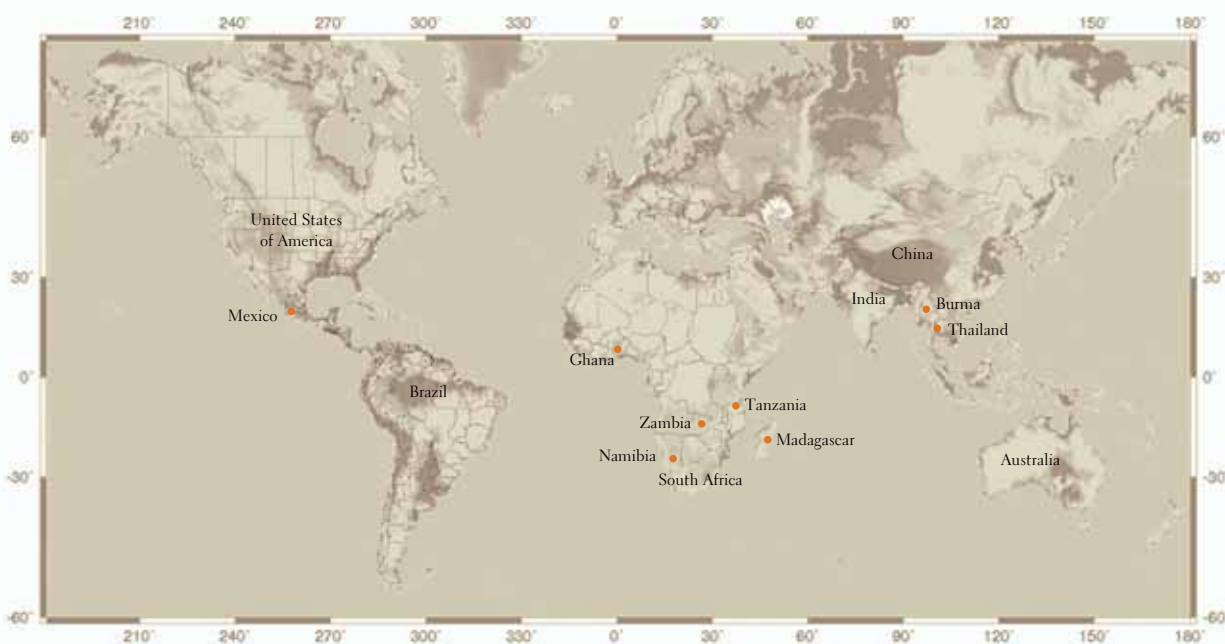 210° 240° 270° 300° 330° 0° 30° 60° 90° 120° 150° 180°
60° 60°
United States
of America
China
30° 30°
India
Burma
Mexico
Thailand
Ghana
0° 0°
Brazil
Tanzania
Zambia
Madagascar
Namibia
Australia
-30° -30°
South Africa
-60° -60°
210° 240° 270° 300° 330° 0° 30° 60° 90° 120° 150° 180°